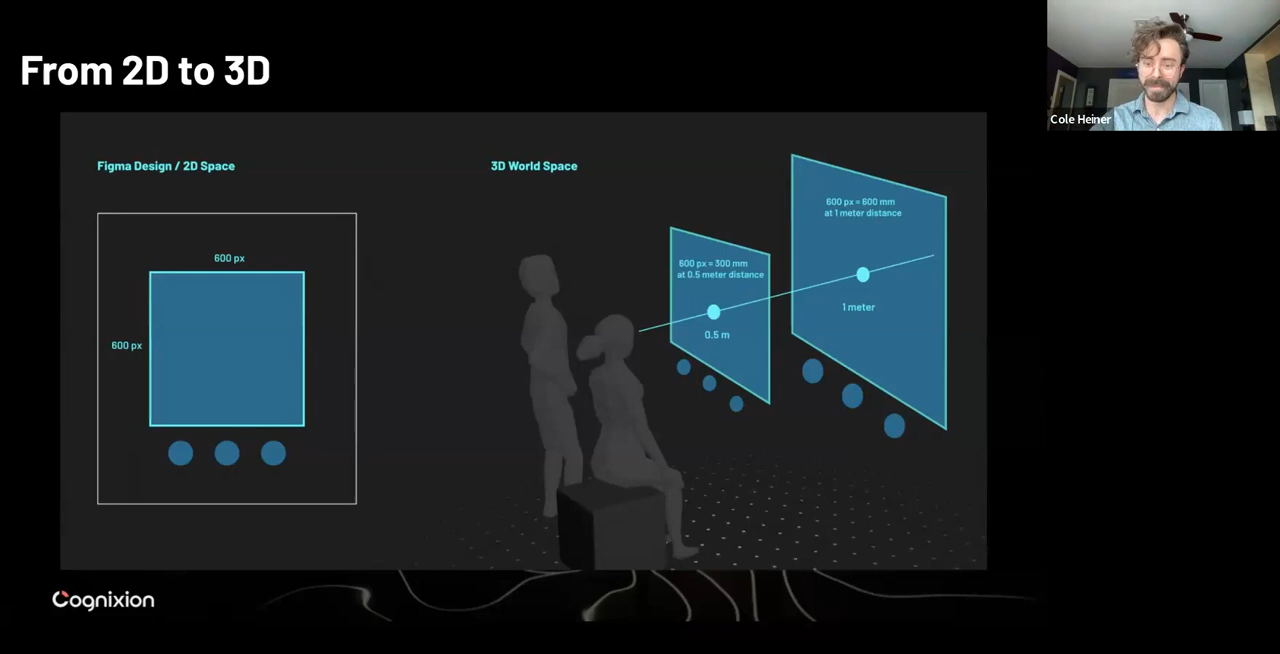 From 2D to 3D
Cole Heiner
Figma Design / 2D Space
3D World Space
600 px
600 px
600 px = 300 mm
at 0.5 meter distance
0.5 m
600 px = 600 mm
at 1 meter distance
1 meter
Cognixion